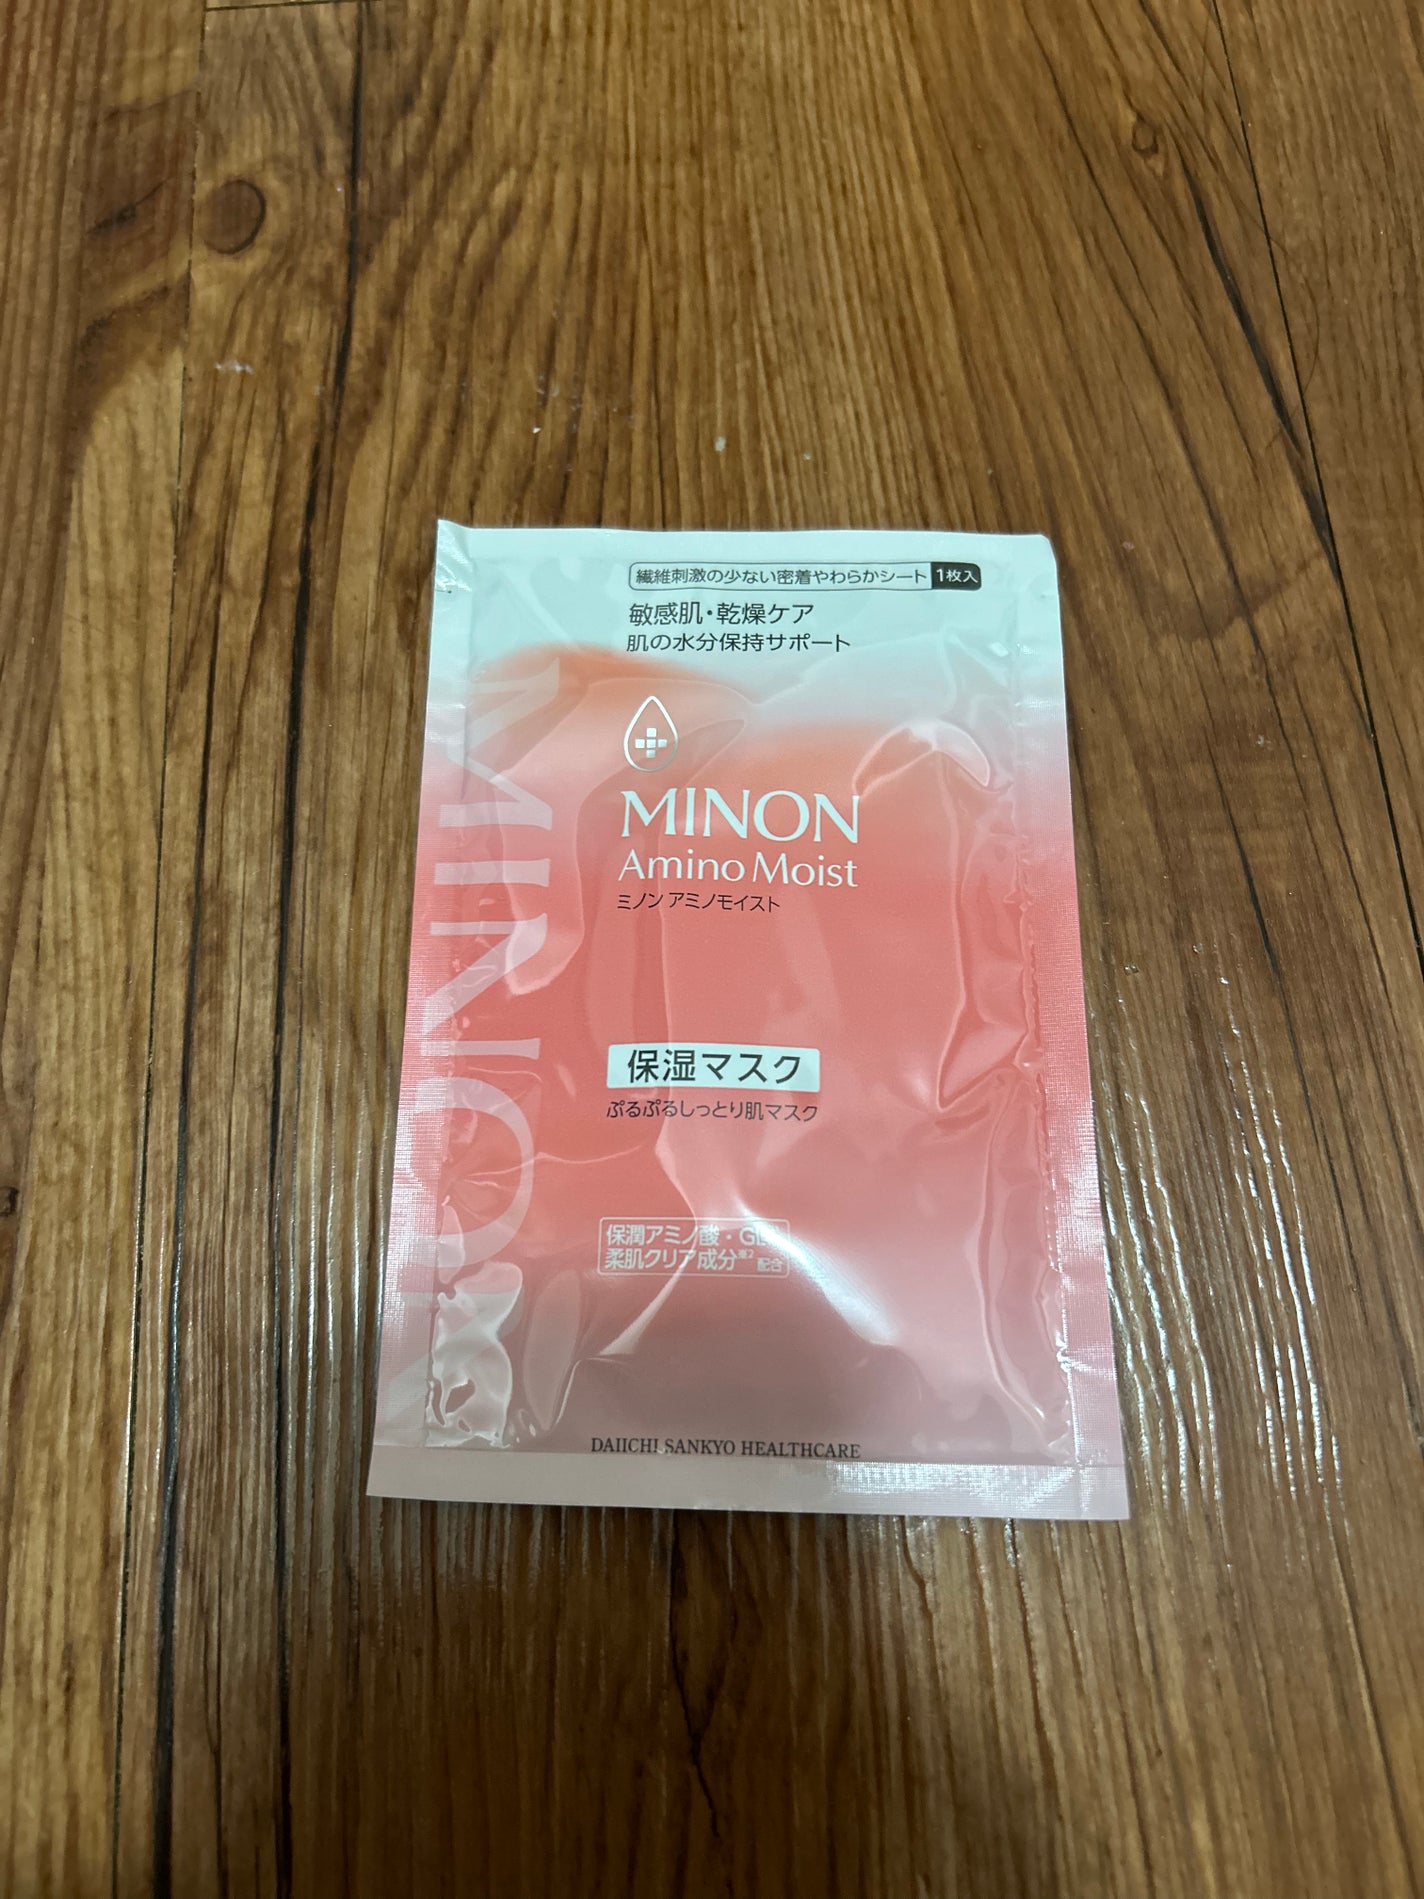 繊維刺激の少ない密着やわらかシート 1枚入
敏感肌・乾燥ケア
肌の水分保持サポート
MINON
Amino Moist
ミノン アミノモイスト
保湿マスク
ぷるぷるしっとり肌マスク
保潤アミノ酸・
柔肌クリア成分※2 配合
DAIICHI SANKYO HEALTHCARE
MINON